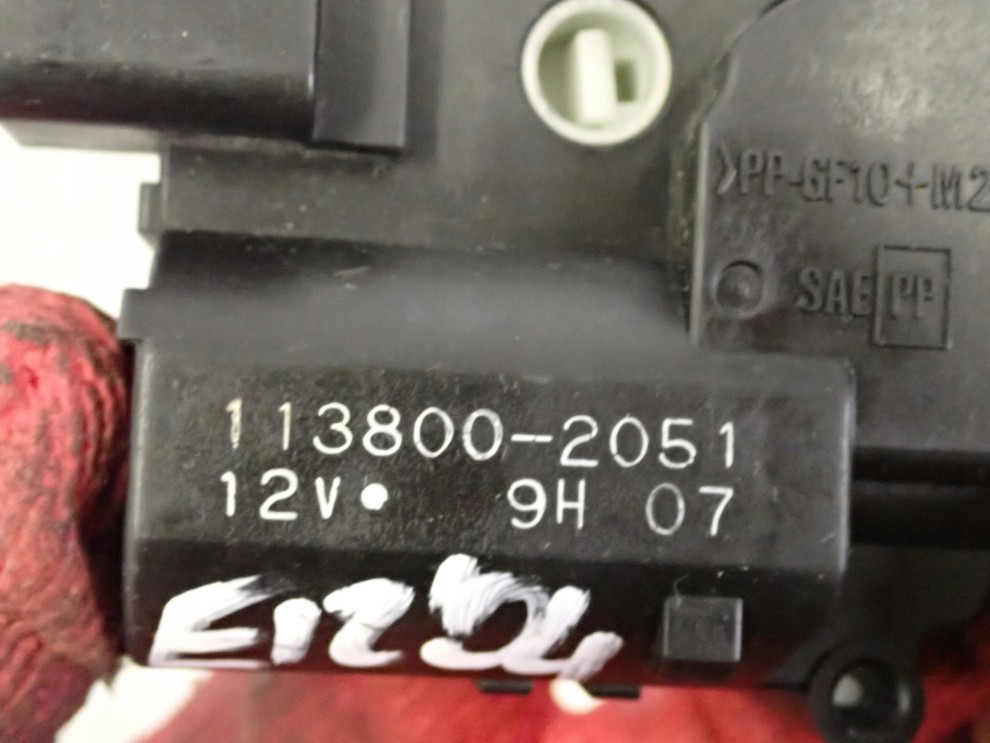 >PP-GF10+M2
SAE PP
113800-2051
12V• 9H 07